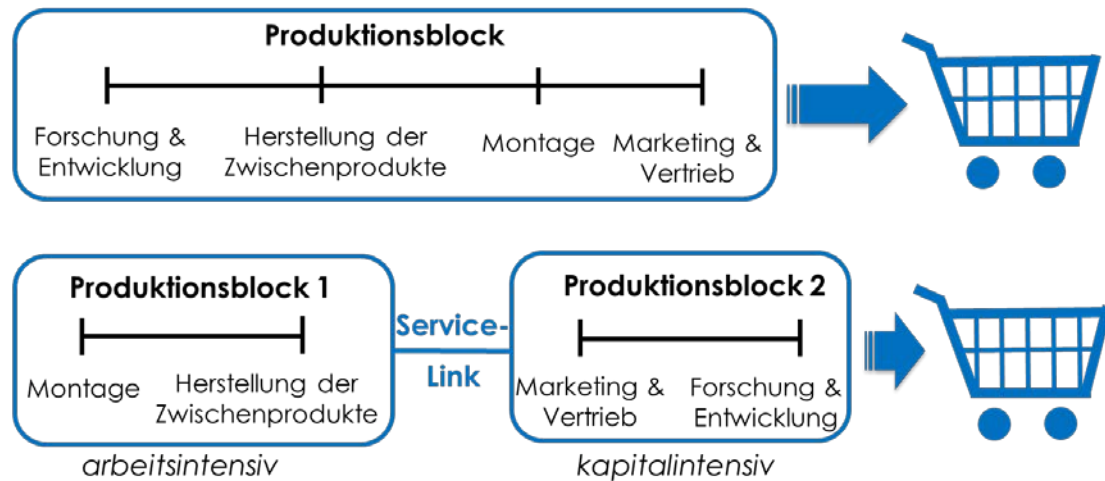 Produktionsblock
Forschung &
Entwicklung
Herstellung der
Zwischenprodukte
Montage
Marketing &
Vertrieb
Produktionsblock 1
Montage
Herstellung der
Zwischenprodukte
arbeitsintensiv
Service-
Link
Produktionsblock 2
Marketing &
Vertrieb
Forschung &
Entwicklung
kapitalintensiv